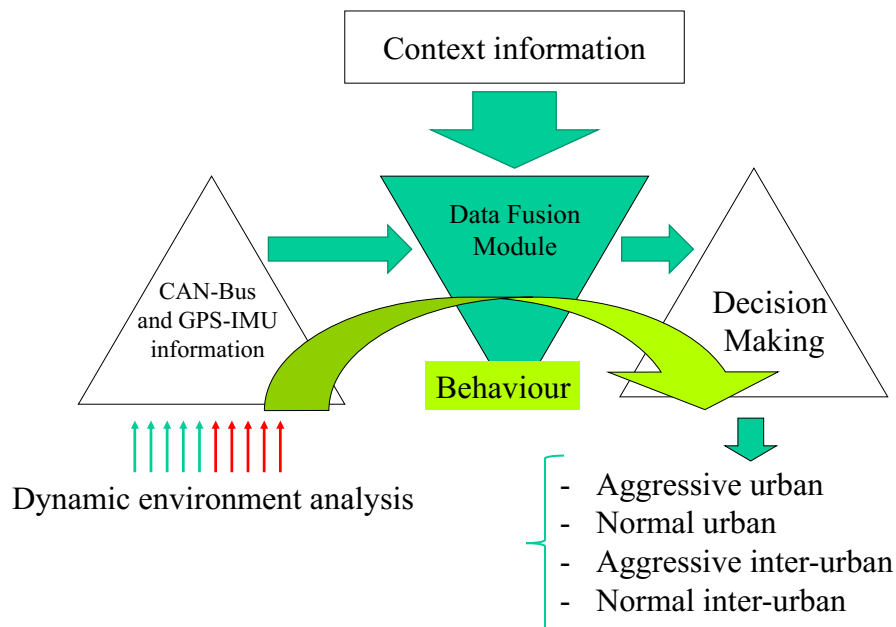 Context information
Data Fusion
Module
CAN-Bus
and GPS-IMU
information
Decision
Making
Behaviour
Dynamic environment analysis
- Aggressive urban
- Normal urban
- Aggressive inter-urban
- Normal inter-urban